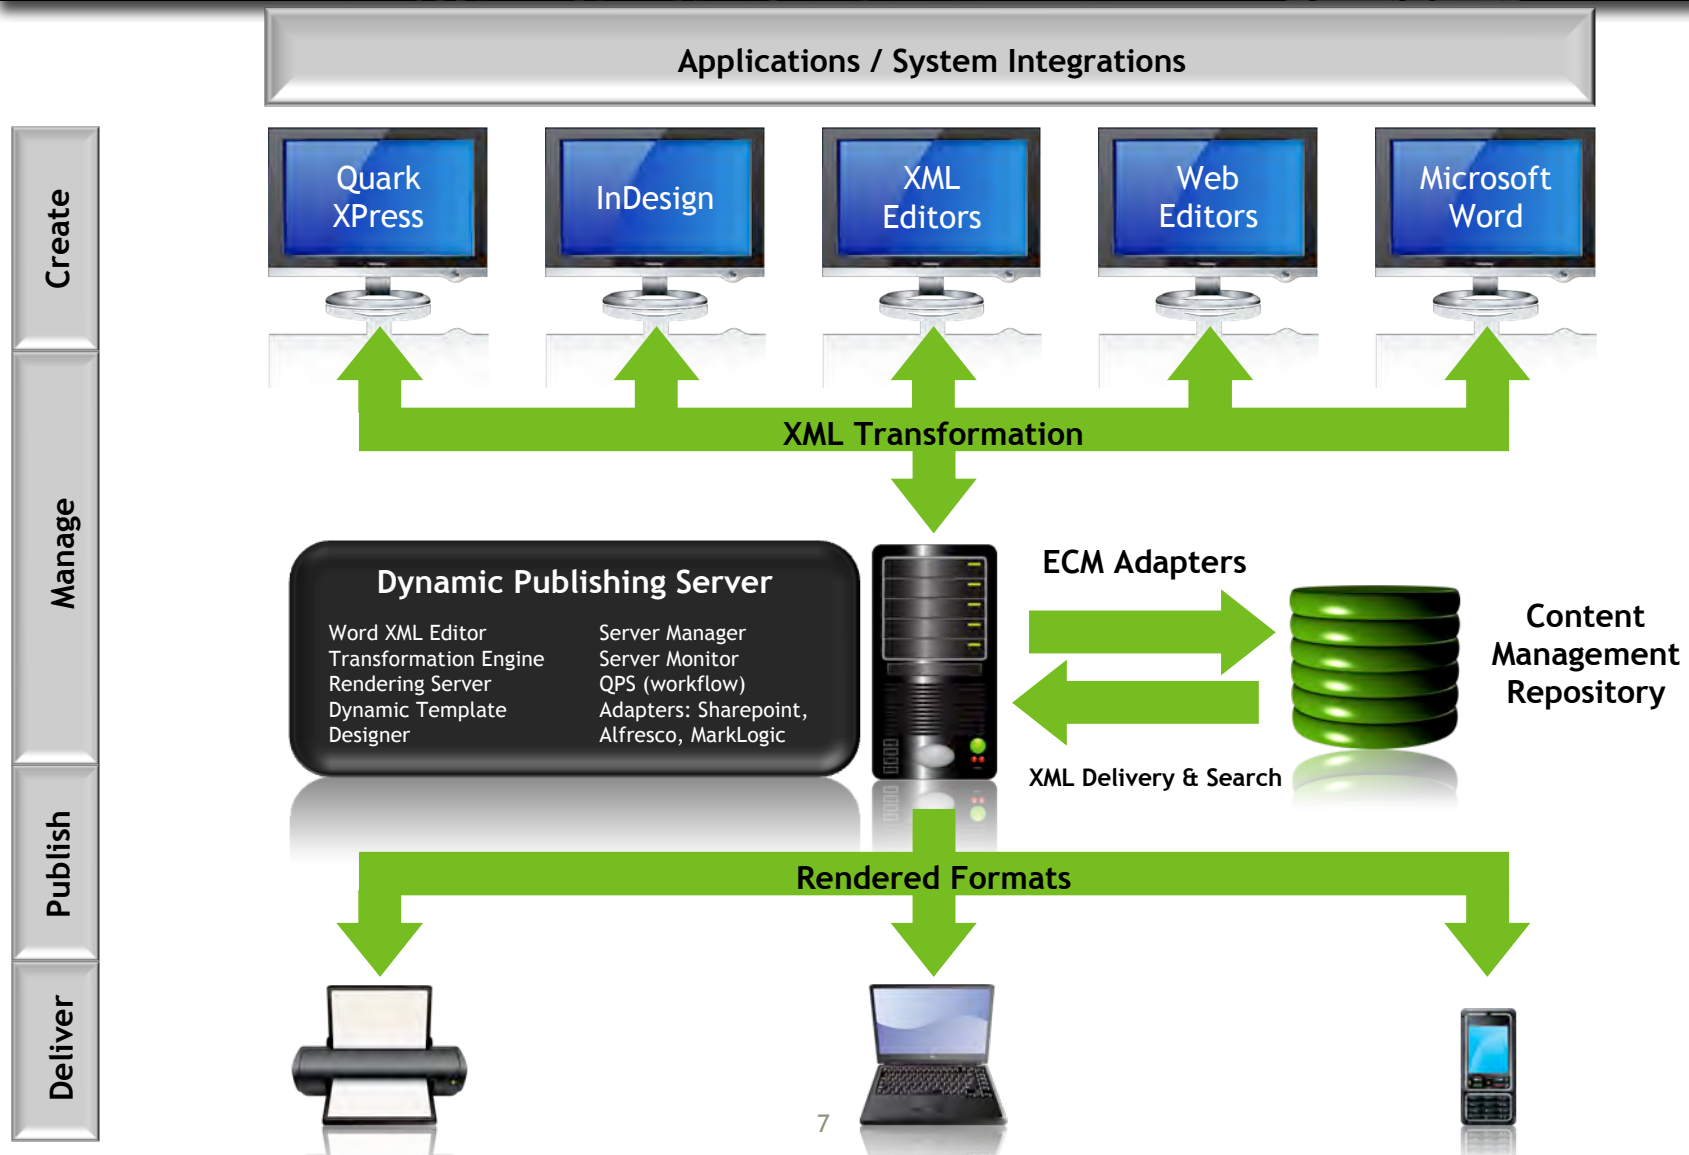 Applications / System Integrations
Create
Quark
XPress
InDesign
XML
Editors
Web
Editors
Microsoft
Word
XML Transformation
Manage
Dynamic Publishing Server
Word XML Editor
Transformation Engine
Rendering Server
Dynamic Template
Designer
Server Manager
Server Monitor
QPS (workflow)
Adapters: Sharepoint,
Alfresco, MarkLogic
ECM Adapters
XML Delivery & Search
Content
Management
Repository
Publish
Rendered Formats
Deliver
7